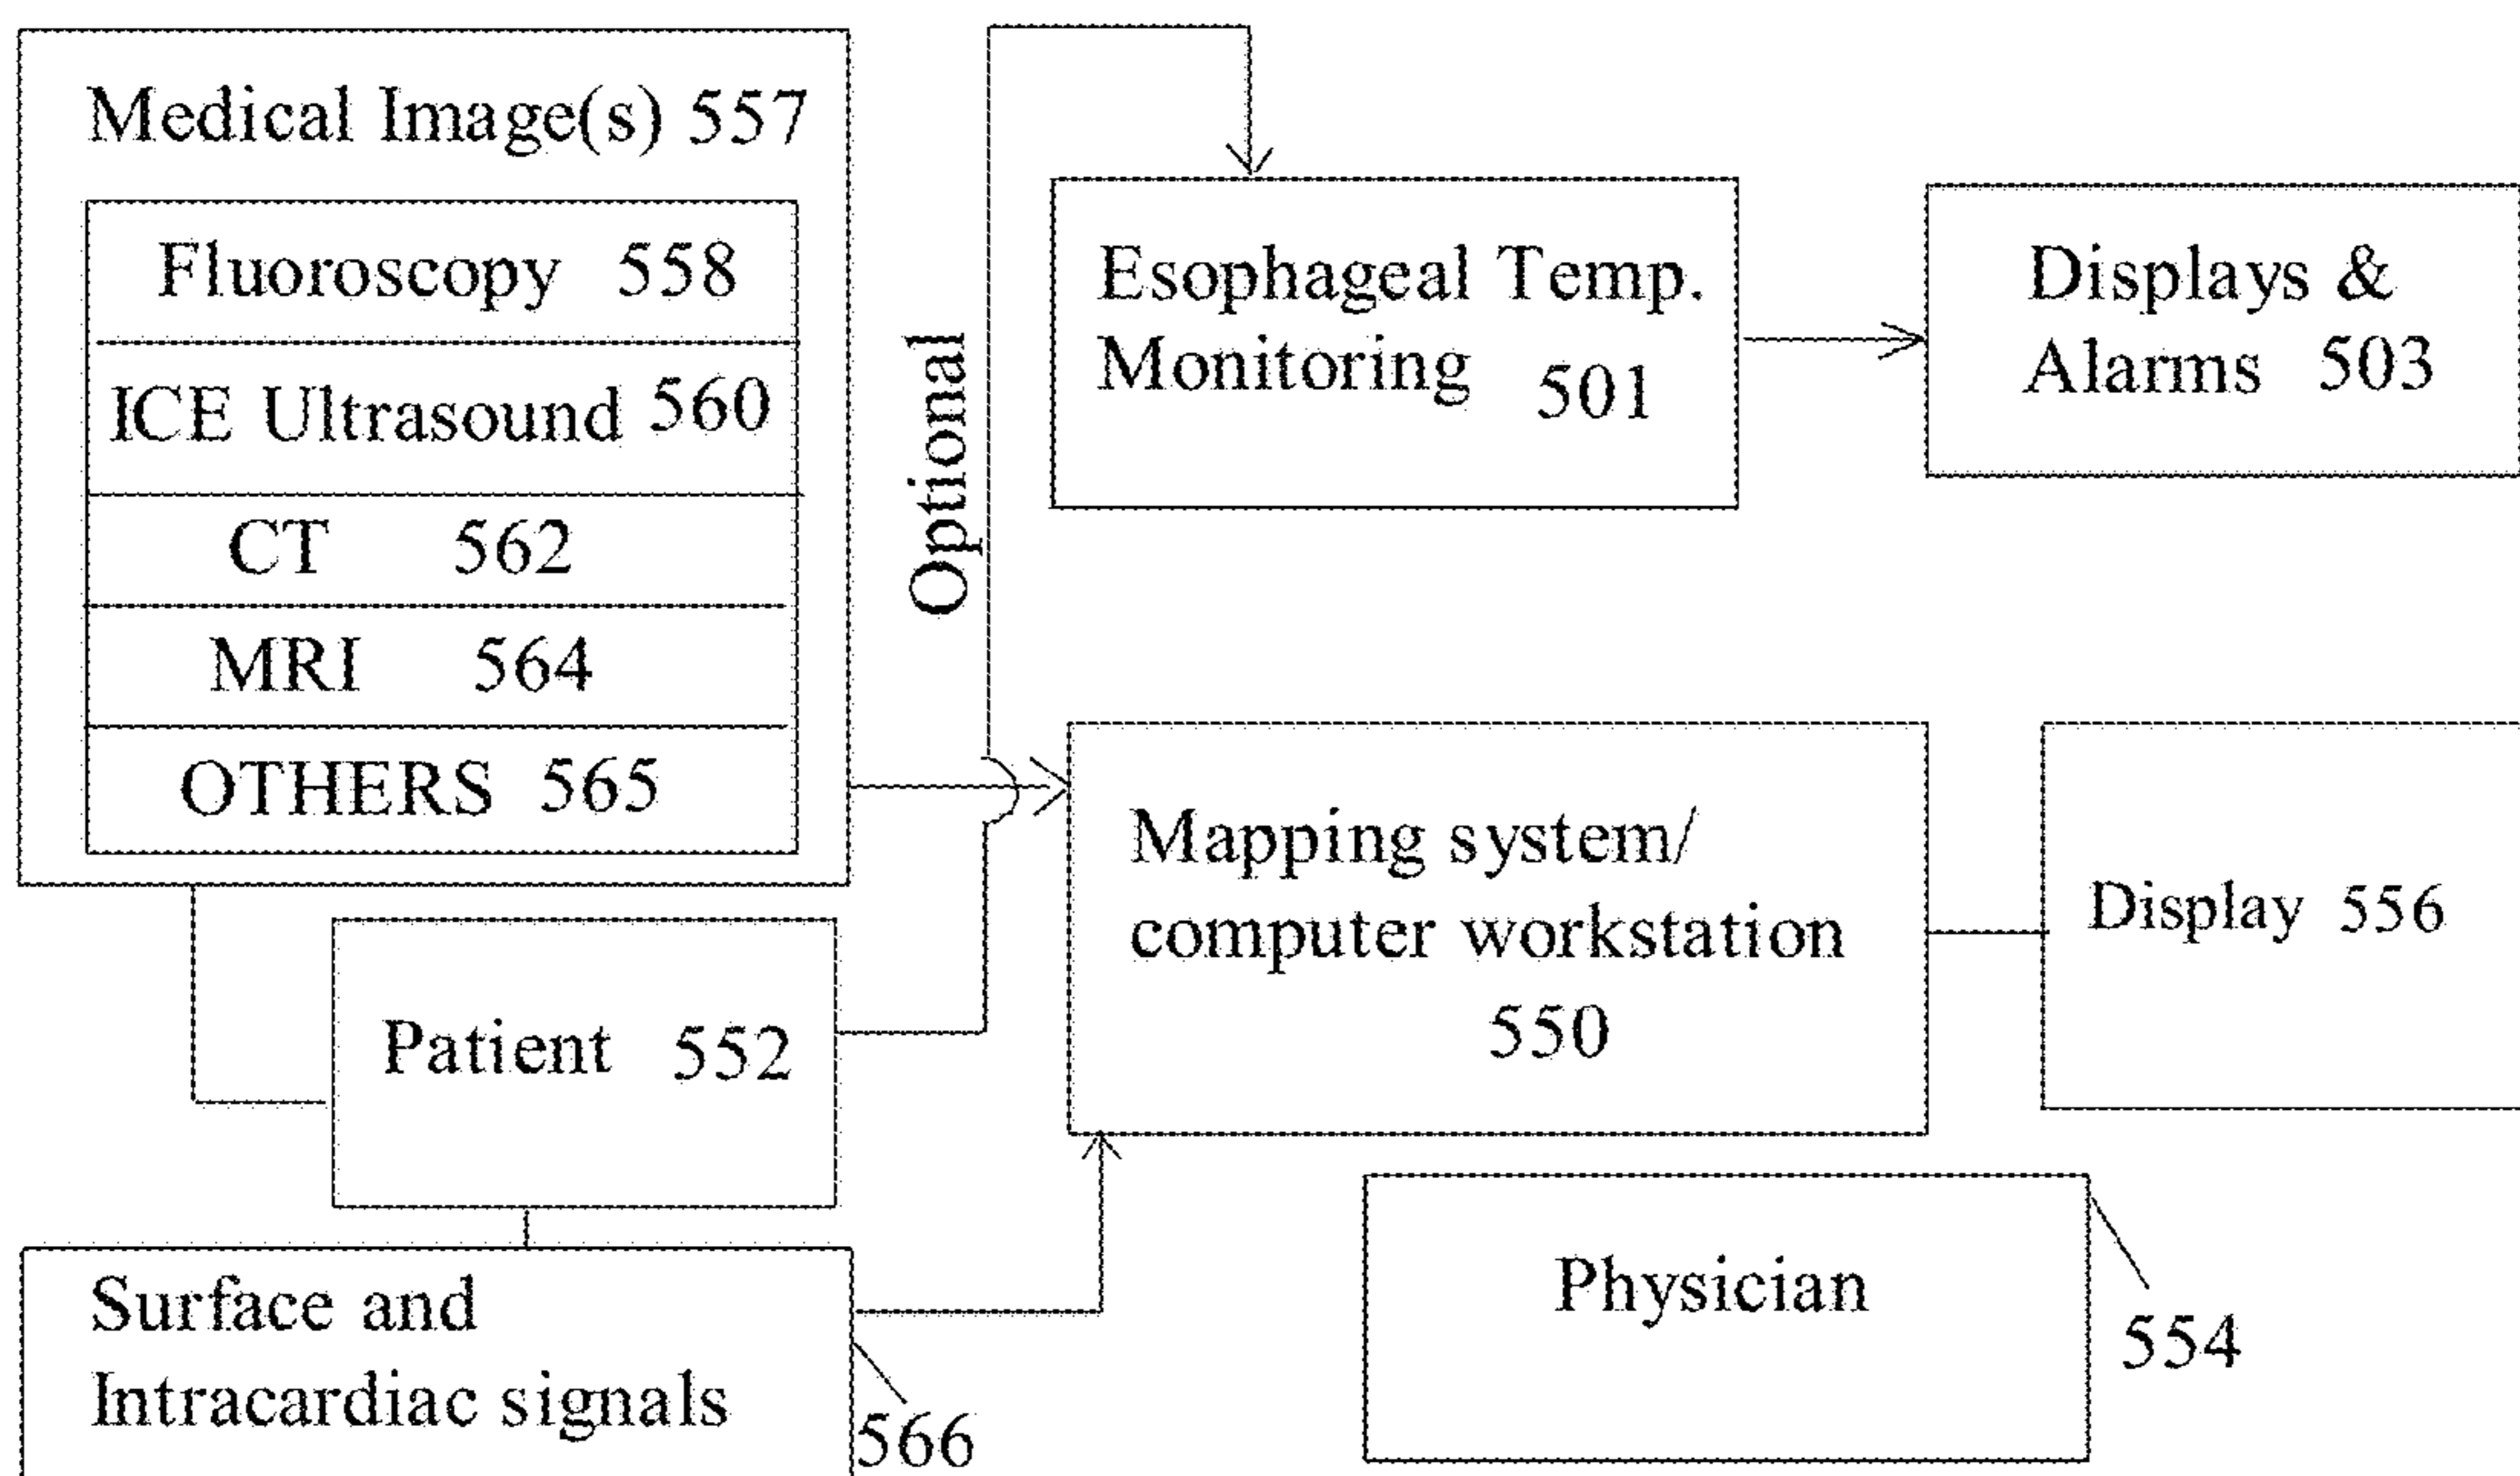 Medical Image(s) 557
Fluoroscopy 558
ICE Ultrasound 560
CT 562
MRI 564
OTHERS 565
Optional
Esophageal Temp.
Monitoring 501
Displays &
Alarms 503
Mapping system/
computer workstation
550
Display 556
Patient 552
Surface and
Intracardiac signals
566
Physician
554